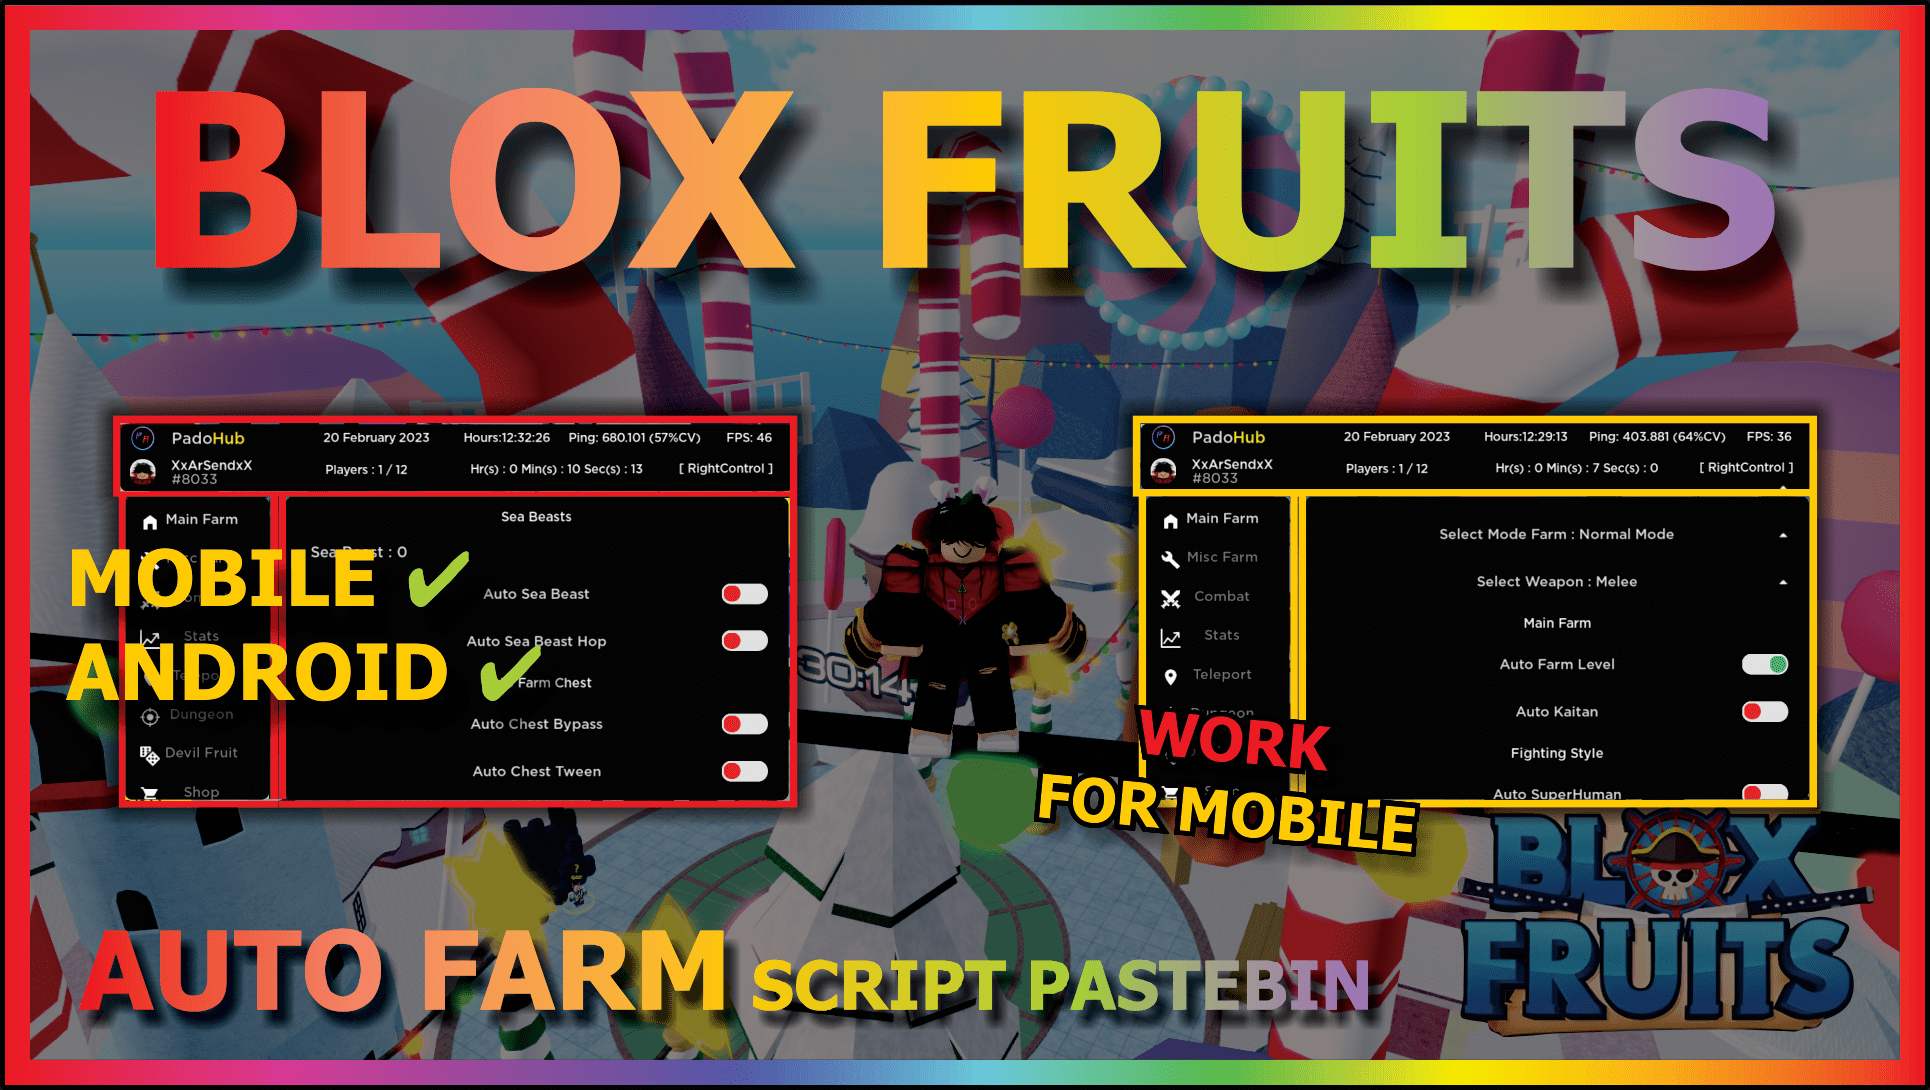 BLOX FRUITS
PadoHub
20 February 2023
Hours:12:32:26
Ping: 680.101 (57%CV)
FPS: 46
XxArSendxX
#8033
Players : 1 / 12
Hr(s) : 0 Min(s) : 10 Sec(s) : 13
[ RightControl ]
Main Farm
Stats
Dungeon
Devil Fruit
Shop
Sea Beasts
Sea Beast : 0
Auto Sea Beast
Auto Sea Beast Hop
Farm Chest
Auto Chest Bypass
Auto Chest Tween
MOBILE ✔
ANDROID ✔
PadoHub
20 February 2023
Hours:12:29:13
Ping: 403.881 (64%CV)
FPS: 36
XxArSendxX
#8033
Players : 1 / 12
Hr(s) : 0 Min(s) : 7 Sec(s) : 0
[ RightControl ]
Main Farm
Misc Farm
Combat
Stats
Teleport
Dungeon
Select Mode Farm : Normal Mode
Select Weapon : Melee
Main Farm
Auto Farm Level
Auto Kaitan
Fighting Style
Auto SuperHuman
30:14
WORK
FOR MOBILE
AUTO FARM SCRIPT PASTEBIN
BLOX
FRUITS